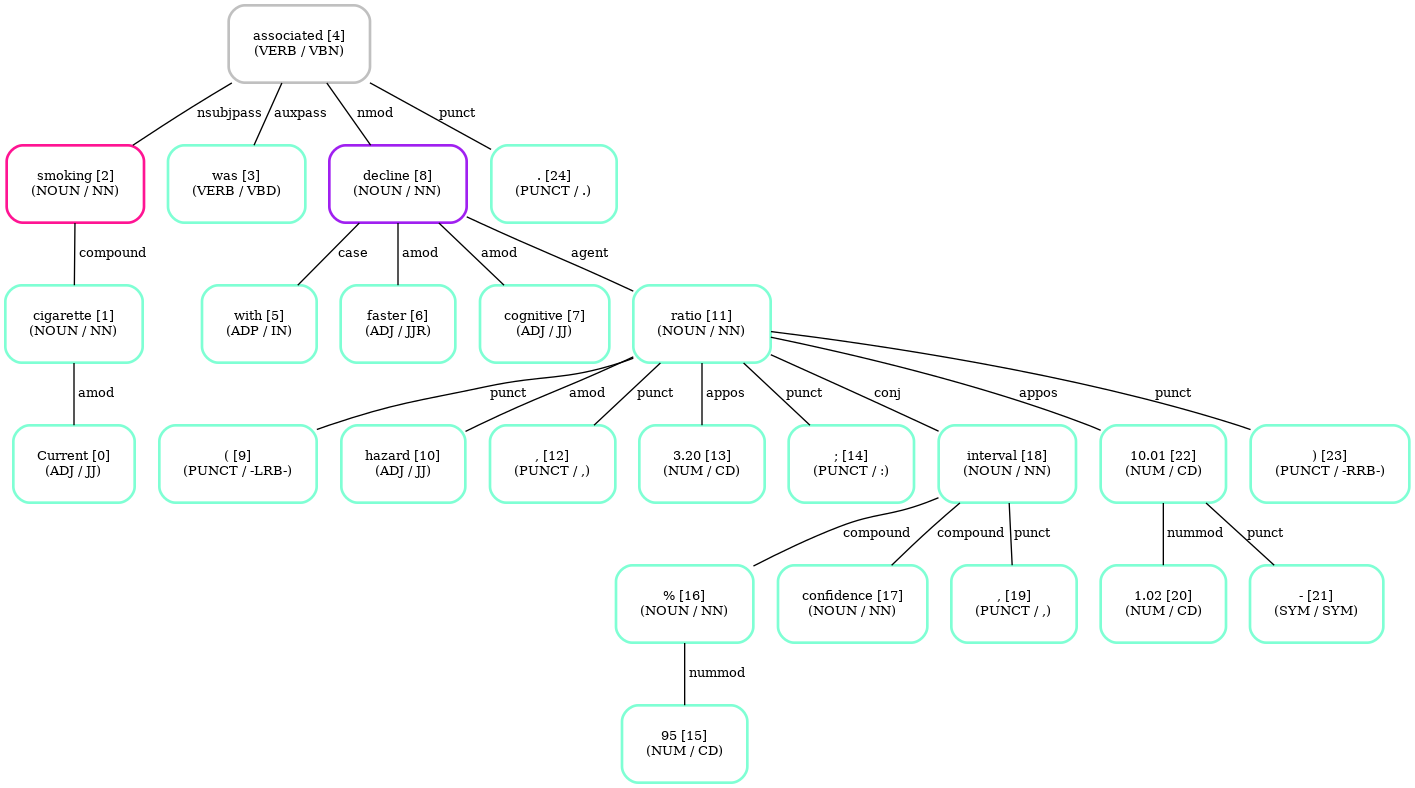 associated [4]
(VERB / VBN)
nsubjpass
auxpass
nmod
punct
smoking [2]
(NOUN / NN)
was [3]
(VERB / VBD)
decline [8]
(NOUN / NN)
. [24]
(PUNCT / .)
compound
case
amod
amod
agent
cigarette [1]
(NOUN / NN)
with [5]
(ADP / IN)
faster [6]
(ADJ / JJR)
cognitive [7]
(ADJ / JJ)
ratio [11]
(NOUN / NN)
amod
punct
amod
punct
appos
punct
conj
appos
punct
Current [0]
(ADJ / JJ)
( [9]
(PUNCT / -LRB-)
hazard [10]
(ADJ / JJ)
, [12]
(PUNCT / ,)
3.20 [13]
(NUM / CD)
; [14]
(PUNCT / :)
interval [18]
(NOUN / NN)
10.01 [22]
(NUM / CD)
) [23]
(PUNCT / -RRB-)
compound
compound
punct
nummod
punct
% [16]
(NOUN / NN)
confidence [17]
(NOUN / NN)
, [19]
(PUNCT / ,)
1.02 [20]
(NUM / CD)
- [21]
(SYM / SYM)
nummod
95 [15]
(NUM / CD)